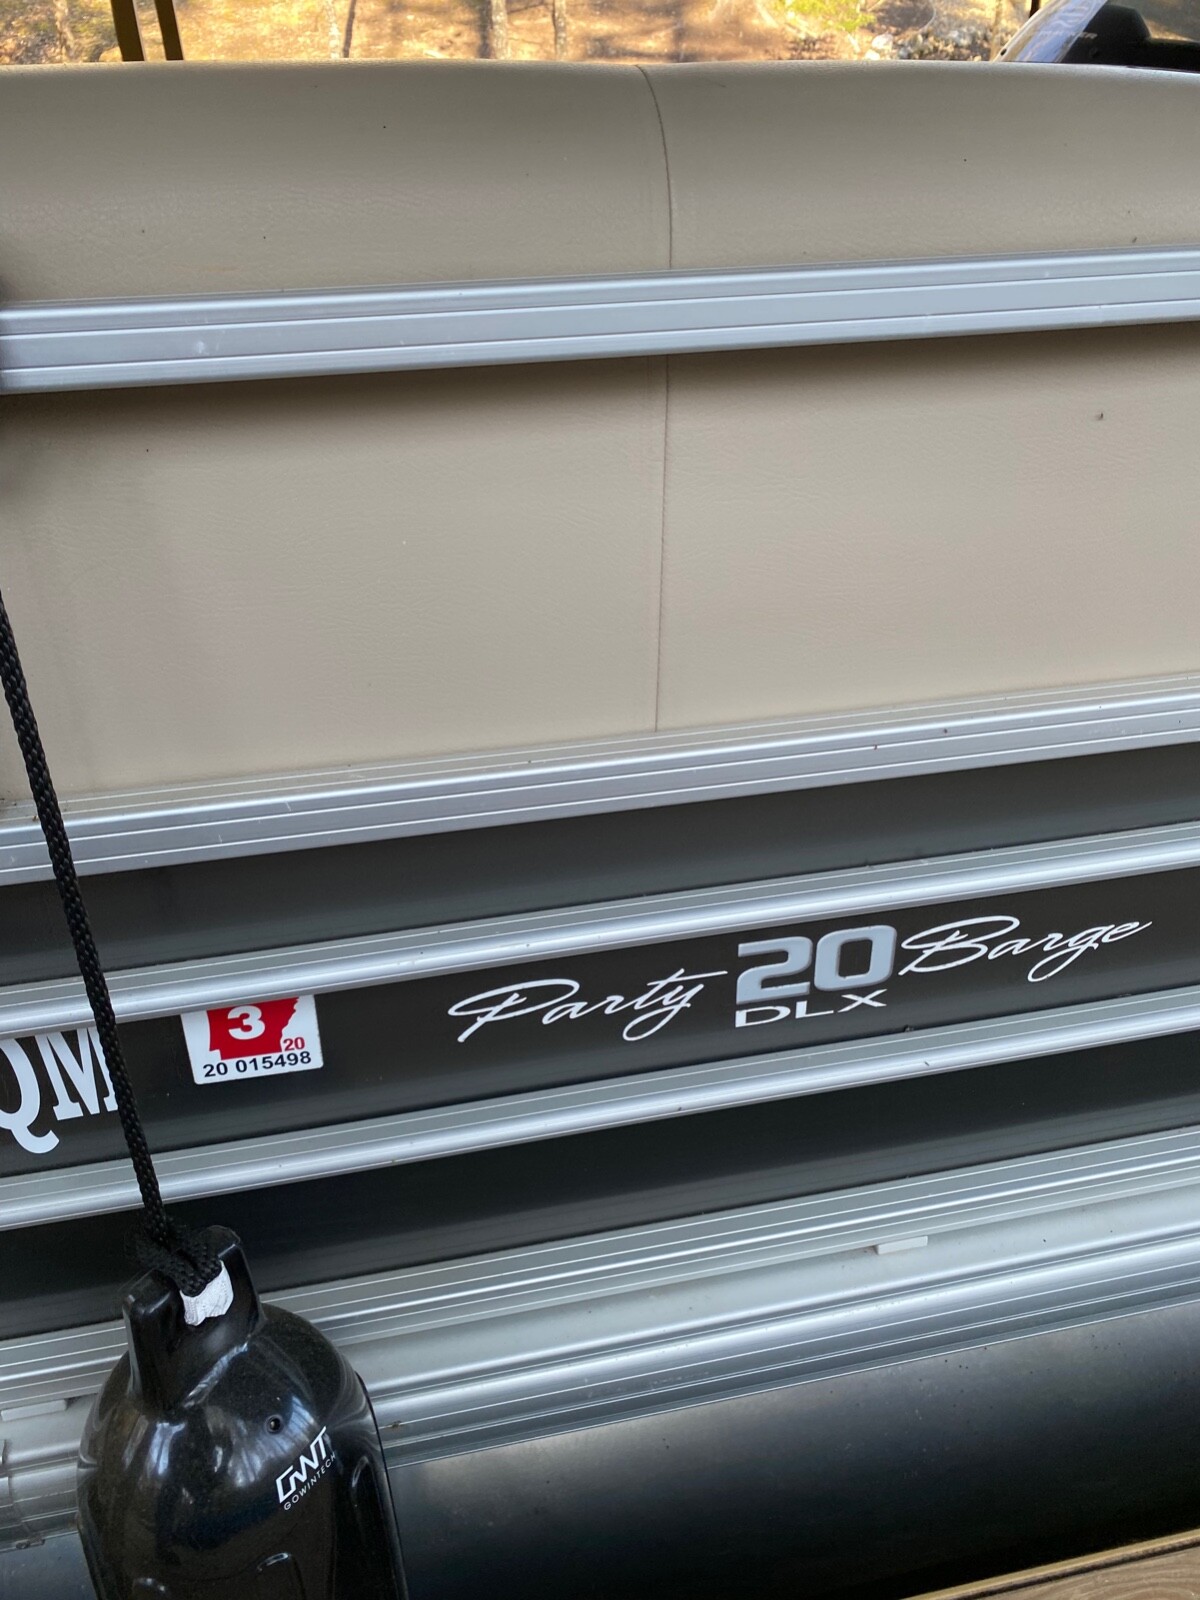 Party 20 Barge
DLX
QM
3
20
20 015498
GWT
GOWINTECH